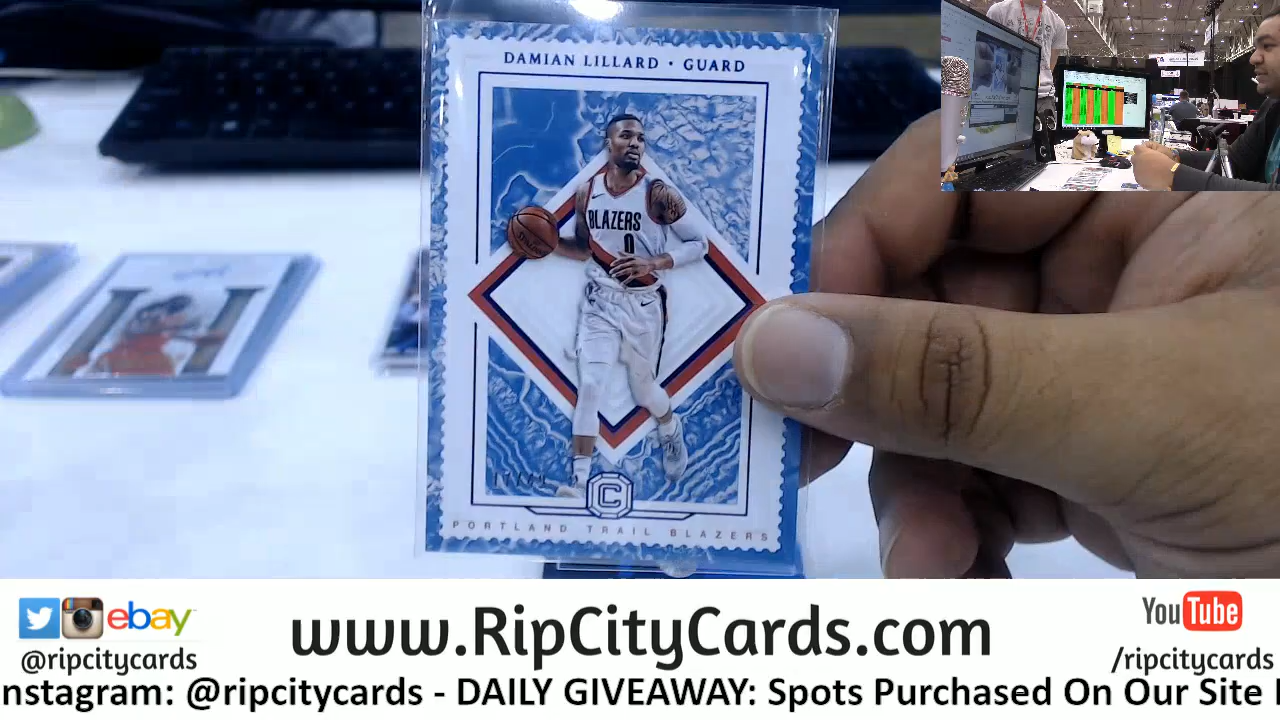 DAMIAN LILLARD • GUARD
BLAZERS
0
SPALDING
C
PORTLAND TRAIL BLAZERS
ebay
@ripcitycards
www.RipCityCards.com
YouTube
/ripcitycards
nstagram: @ripcitycards - DAILY GIVEAWAY: Spots Purchased On Our Site